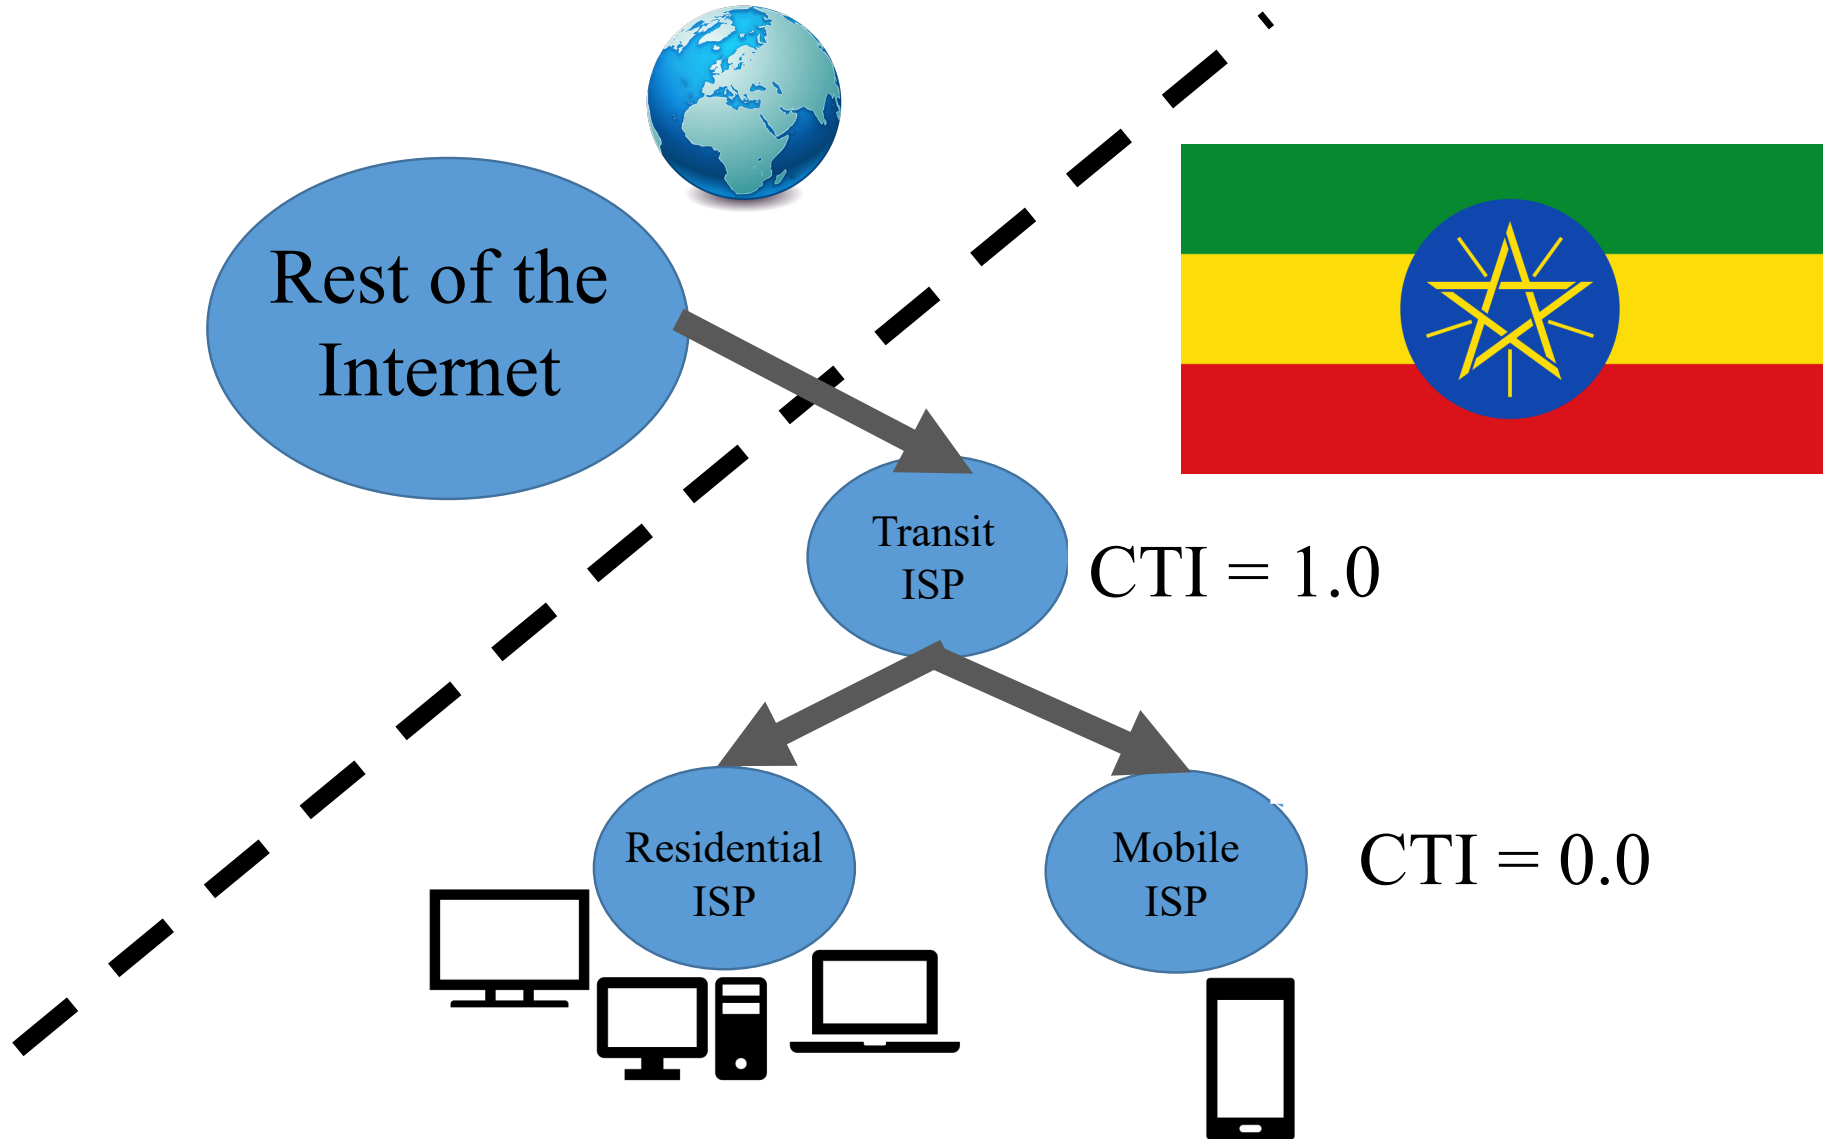 Rest of the
Internet
Transit
ISP
CTI = 1.0
Residential
ISP
Mobile
ISP
CTI = 0.0